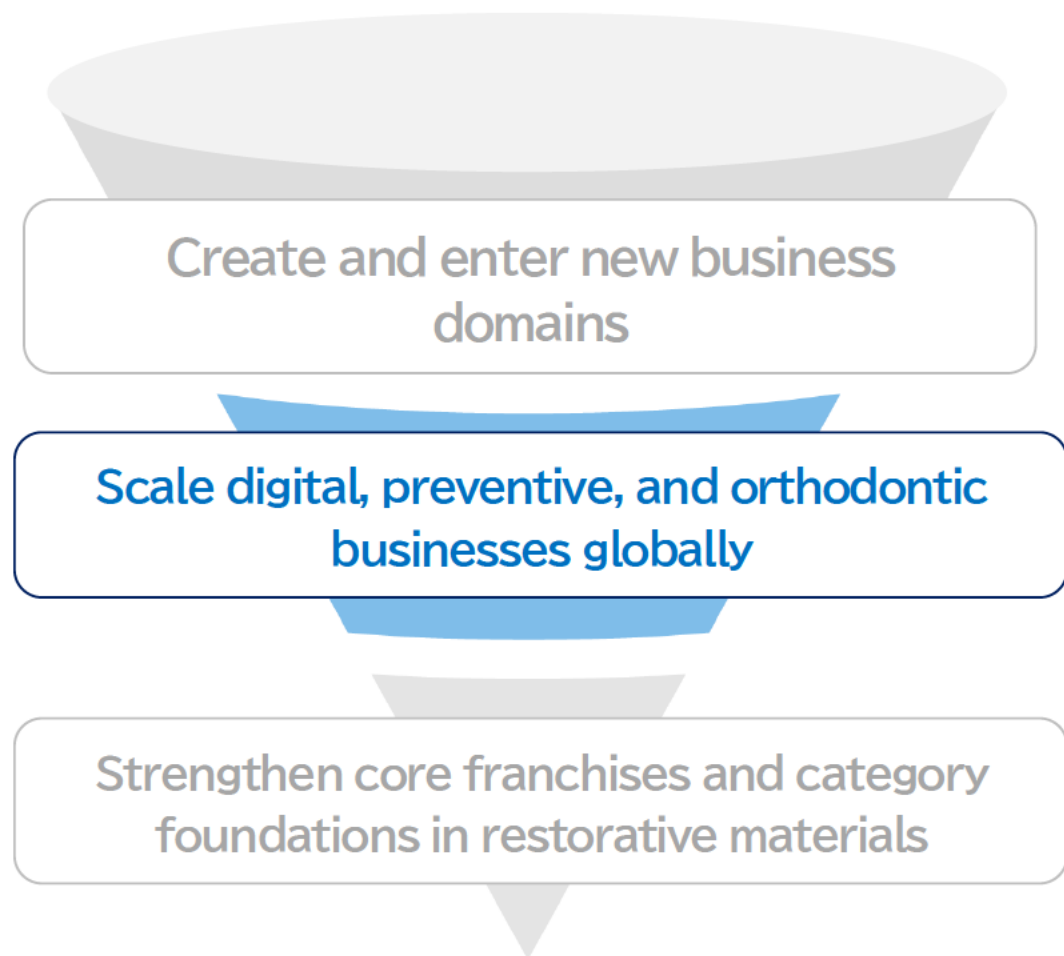 Create and enter new business
domains
Scale digital, preventive, and orthodontic
businesses globally
Strengthen core franchises and category
foundations in restorative materials